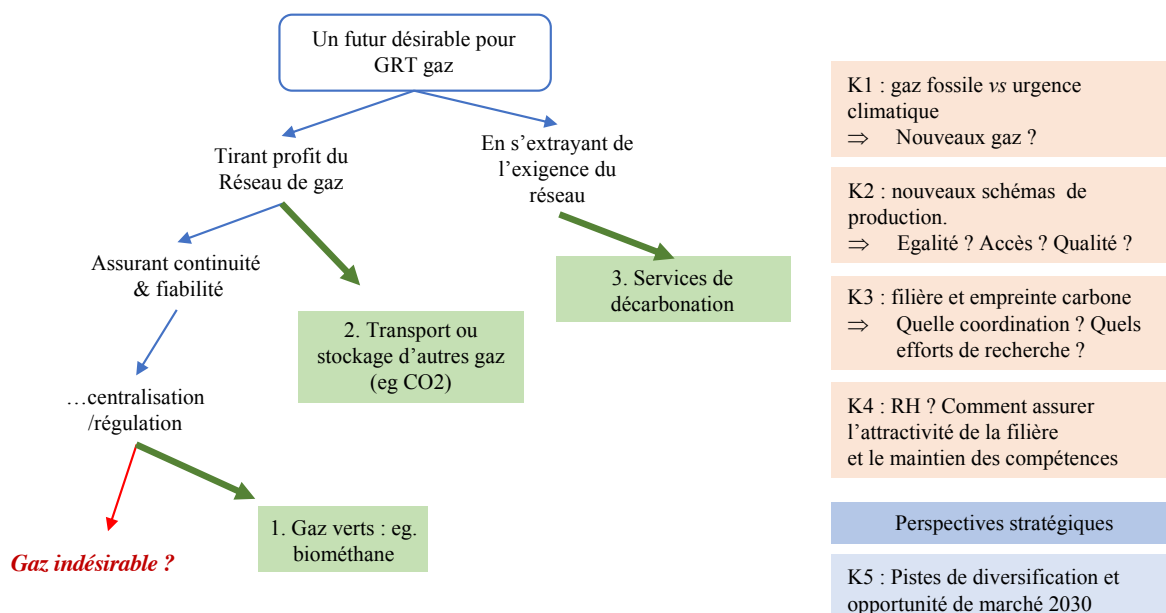 Un futur désirable pour
GRT gaz
Tirant profit du
Réseau de gaz
En s’extrayant de
l’exigence du
réseau
Assurant continuité
& fiabilité
3. Services de
décarbonation
2. Transport ou
stockage d’autres gaz
(eg CO2)
…centralisation
/régulation
1. Gaz verts : eg.
biométhane
Gaz indésirable ?
K1 : gaz fossile vs urgence
climatique
⇒ Nouveaux gaz ?
K2 : nouveaux schémas de
production.
⇒ Egalité ? Accès ? Qualité ?
K3 : filière et empreinte carbone
⇒ Quelle coordination ? Quels
efforts de recherche ?
K4 : RH ? Comment assurer
l’attractivité de la filière
et le maintien des compétences
Perspectives stratégiques
K5 : Pistes de diversification et
opportunité de marché 2030